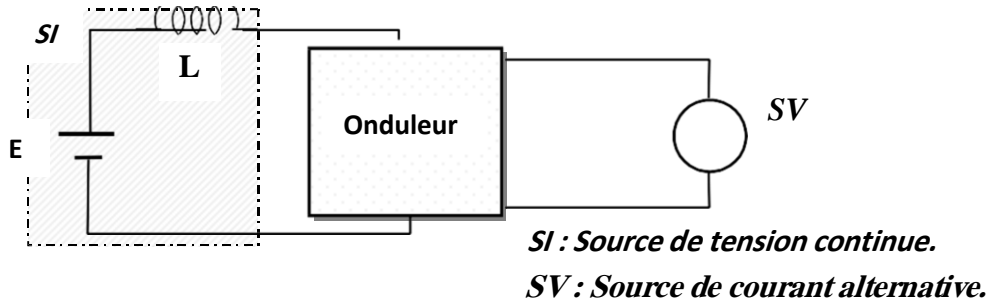 SI
L
E
Onduleur
SV
SI : Source de tension continue.
SV : Source de courant alternative.